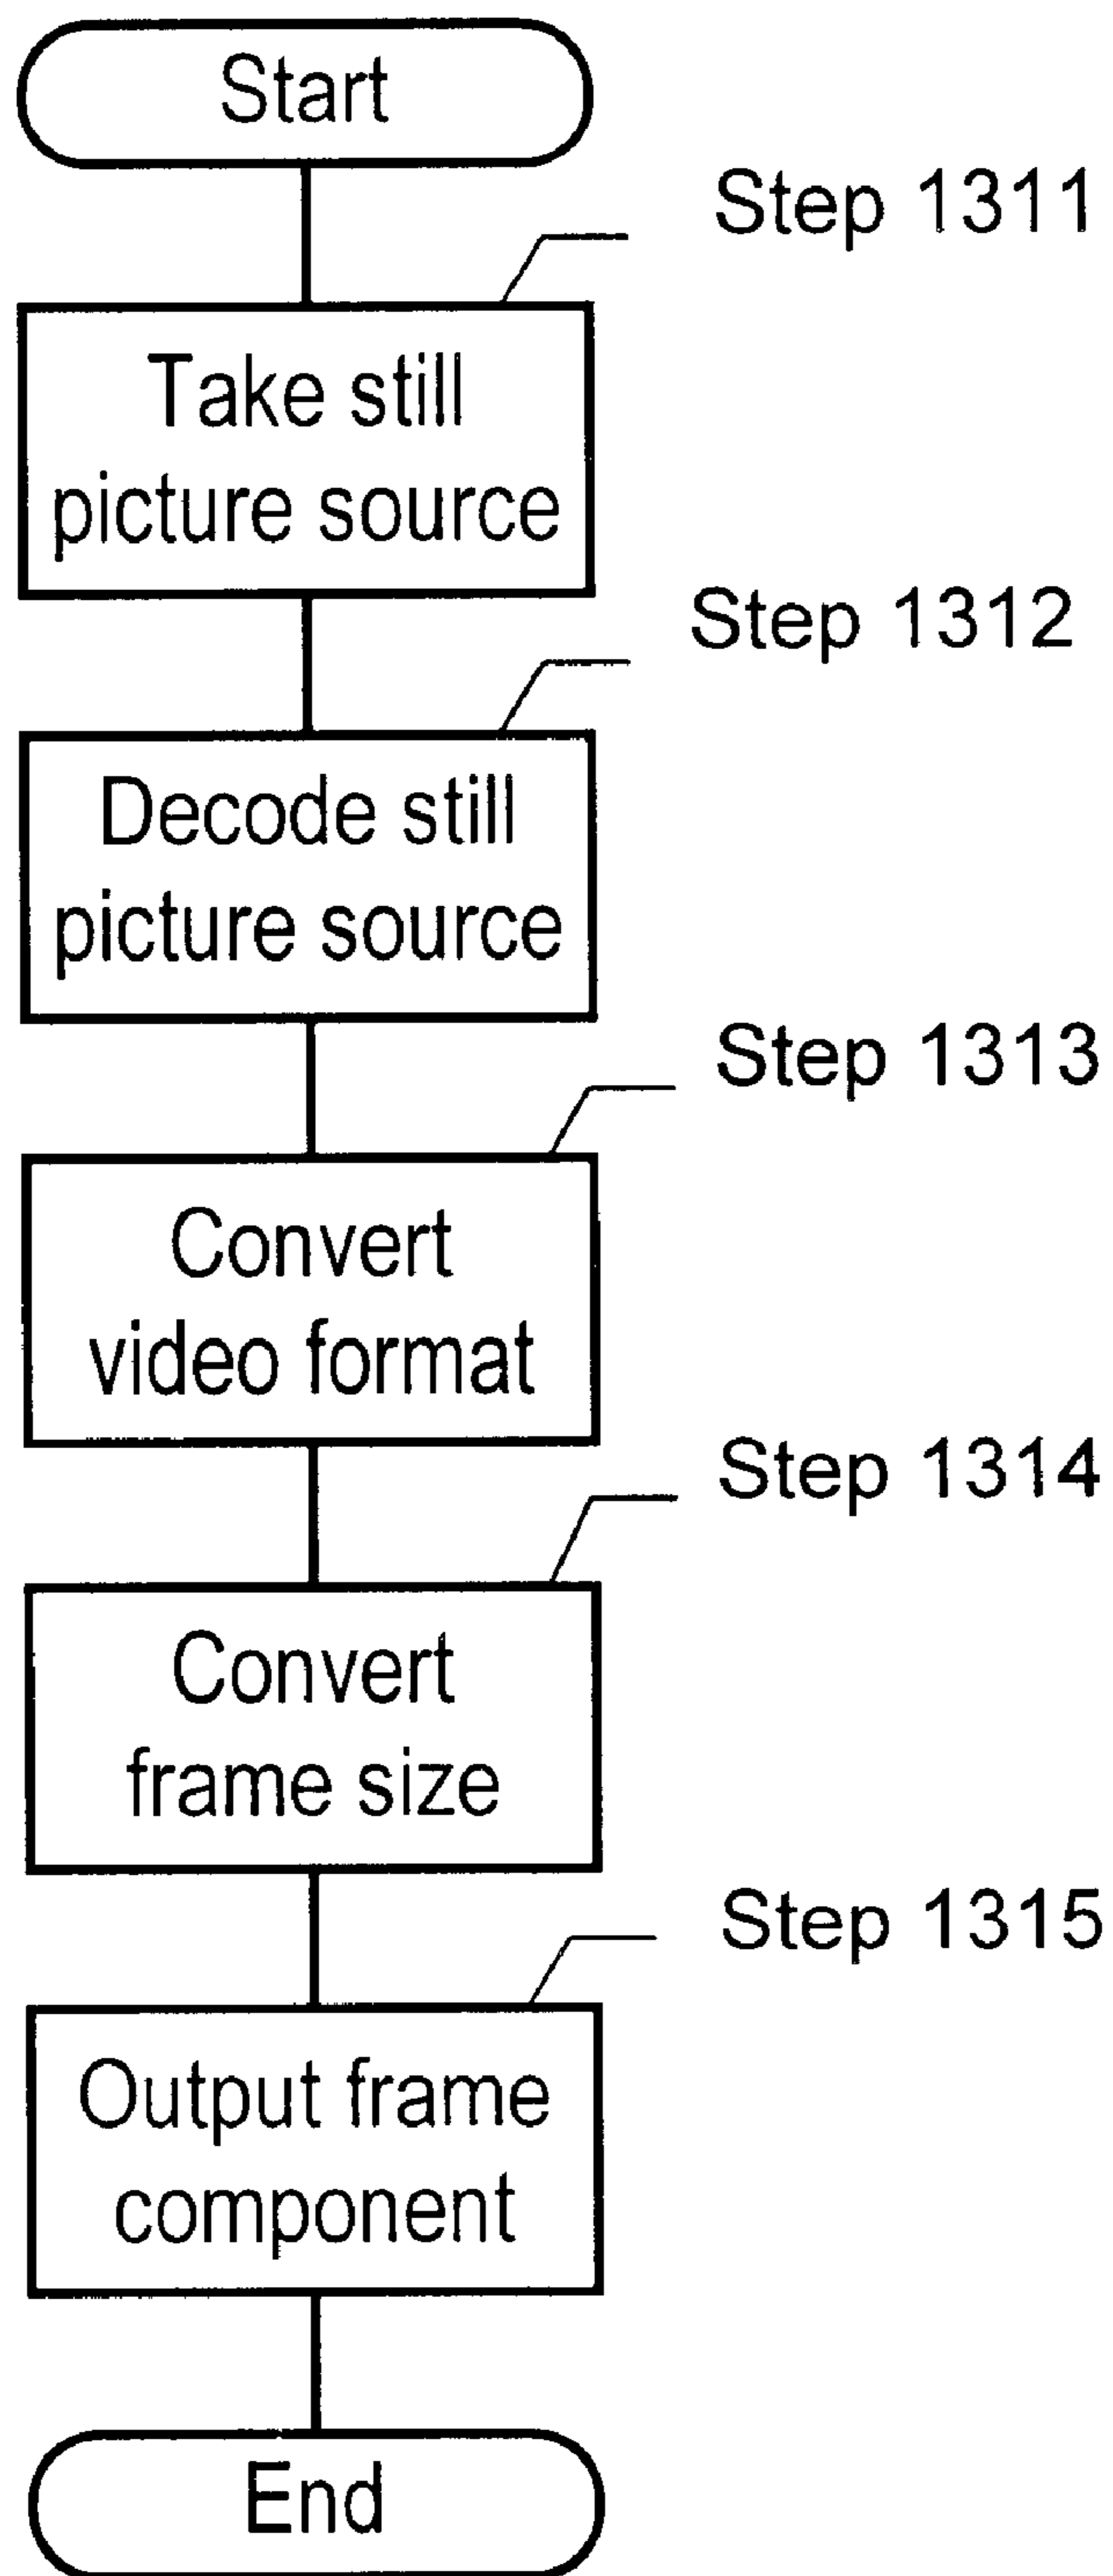 Start
Step 1311
Take still
picture source
Step 1312
Decode still
picture source
Step 1313
Convert
video format
Step 1314
Convert
frame size
Step 1315
Output frame
component
End